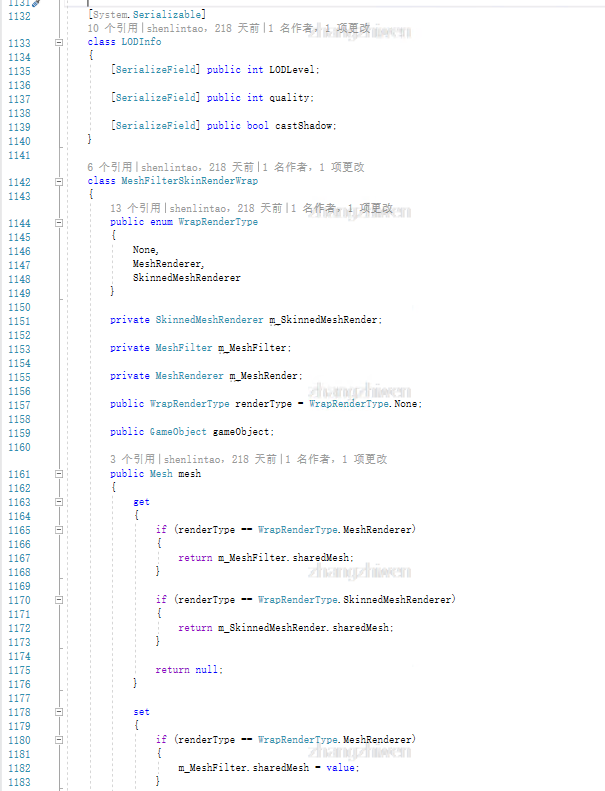 1131
1132 [System.Serializable]
10 个引用|shenlintao, 218 天前|1 名作者, 1 项更改
1133 class LODInfo
1134 {
1135 [SerializeField] public int LODLevel;
1136
1137 [SerializeField] public int quality;
1138
1139 [SerializeField] public bool castShadow;
1140 }
1141
6 个引用|shenlintao, 218 天前|1 名作者, 1 项更改
1142 class MeshFilterSkinRenderWrap
1143 {
13 个引用|shenlintao, 218 天前|1 名作者, 1 项更改
1144 public enum WrapRenderType
1145 {
1146 None,
1147 MeshRenderer,
1148 SkinnedMeshRenderer
1149 }
1150
1151 private SkinnedMeshRenderer m_SkinnedMeshRender;
1152
1153 private MeshFilter m_MeshFilter;
1154
1155 private MeshRenderer m_MeshRender;
1156
1157 public WrapRenderType renderType = WrapRenderType.None;
1158
1159 public GameObject gameObject;
1160
3 个引用|shenlintao, 218 天前|1 名作者, 1 项更改
1161 public Mesh mesh
1162 {
1163 get
1164 {
1165 if (renderType == WrapRenderType.MeshRenderer)
1166 {
1167 return m_MeshFilter.sharedMesh;
1168 }
1169
1170 if (renderType == WrapRenderType.SkinnedMeshRenderer)
1171 {
1172 return m_SkinnedMeshRender.sharedMesh;
1173 }
1174
1175 return null;
1176 }
1177
1178 set
1179 {
1180 if (renderType == WrapRenderType.MeshRenderer)
1181 {
1182 m_MeshFilter.sharedMesh = value;
1183 }